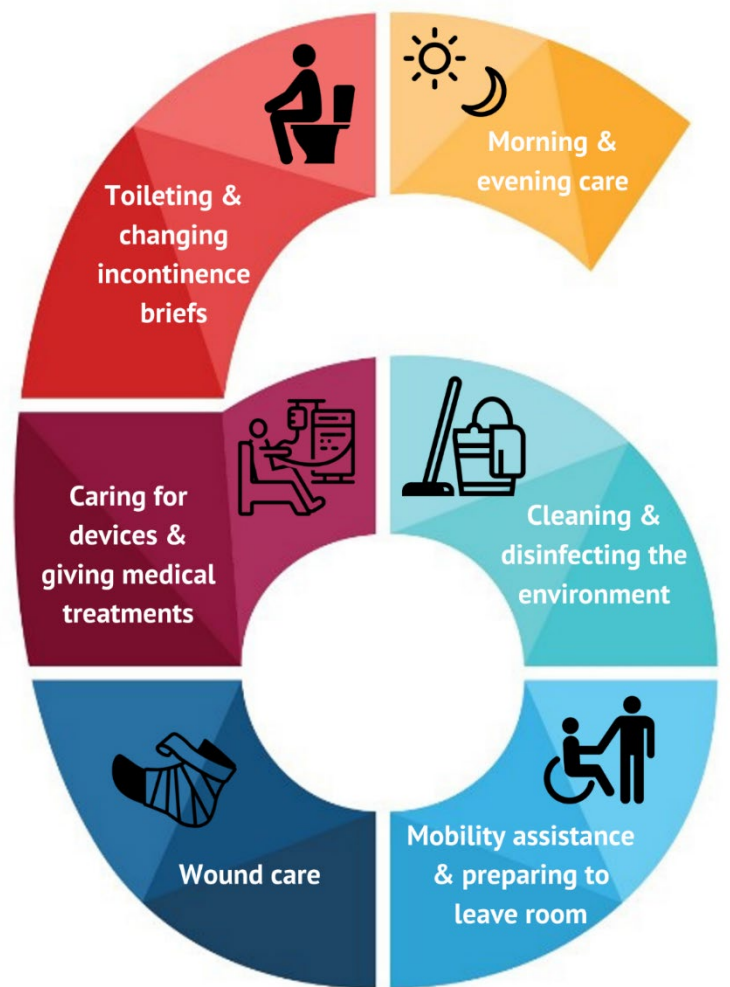 Morning &
evening care
Toileting &
changing
incontinence
briefs
Caring for
devices &
giving medical
treatments
Cleaning &
disinfecting the
environment
Wound care
Mobility assistance
& preparing to
leave room